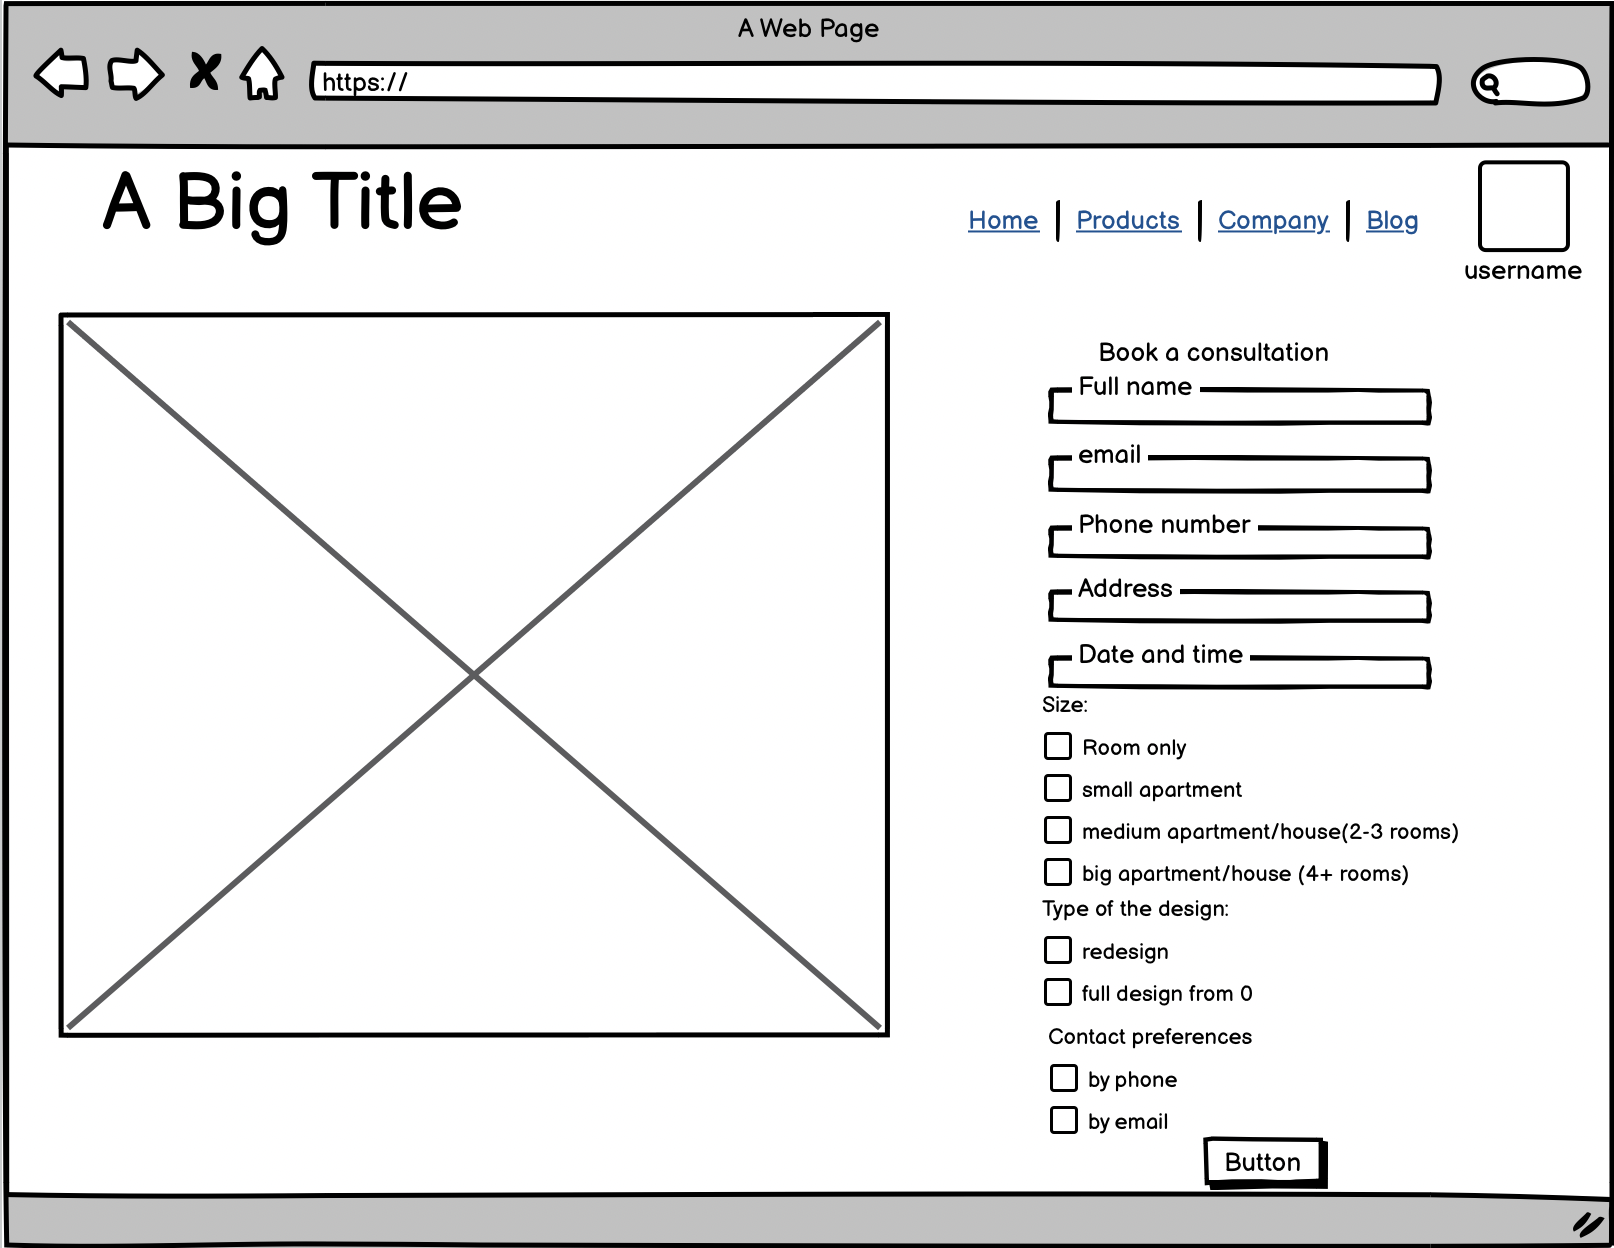 A Web Page
https://
A Big Title
Home
Products
Company
Blog
username
Book a consultation
Full name
email
Phone number
Address
Date and time
Size:
Room only
small apartment
medium apartment/house(2-3 rooms)
big apartment/house (4+ rooms)
Type of the design:
redesign
full design from 0
Contact preferences
by phone
by email
Button